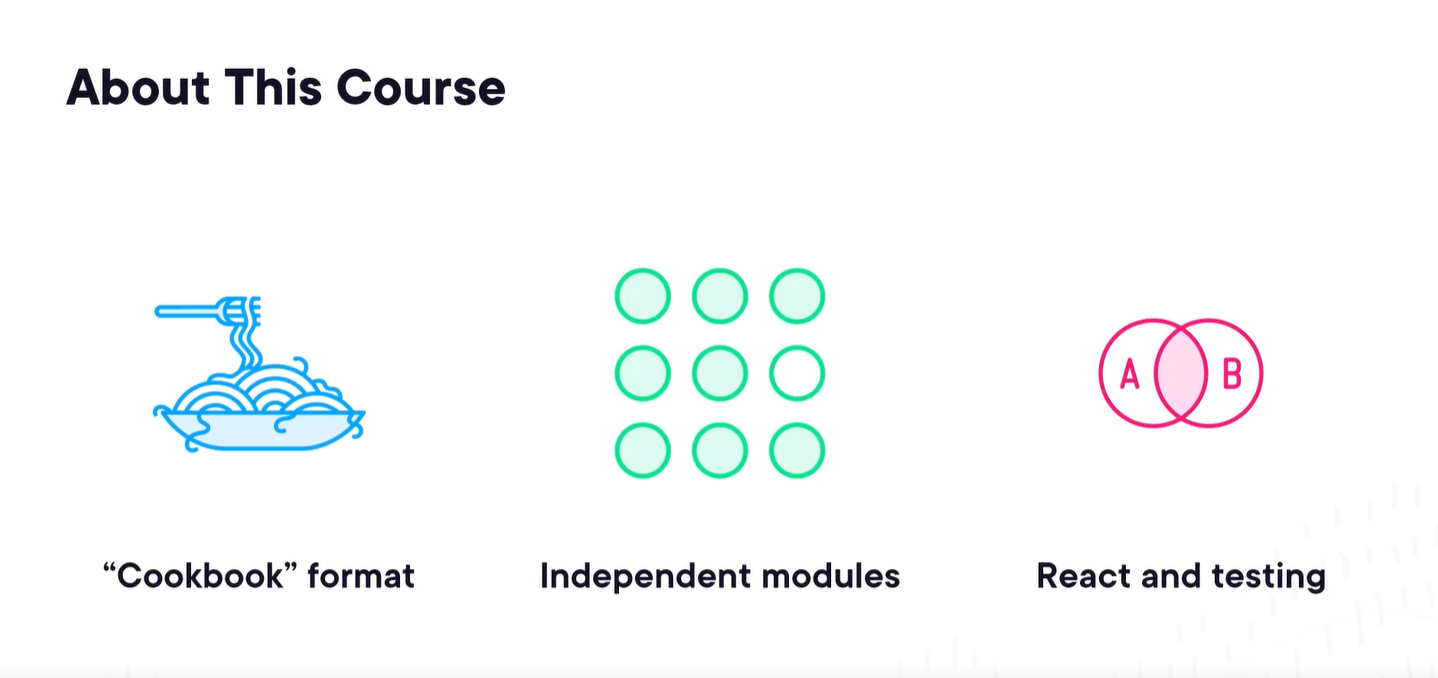 About This Course
A
B
“Cookbook” format
Independent modules
React and testing